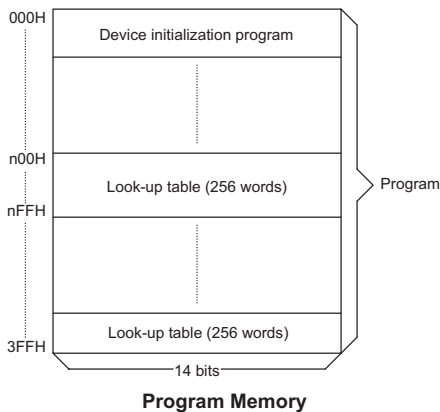 000H
Device initialization program
n00H
Look-up table (256 words)
nFFH
Program
Look-up table (256 words)
3FFH
14 bits
Program Memory